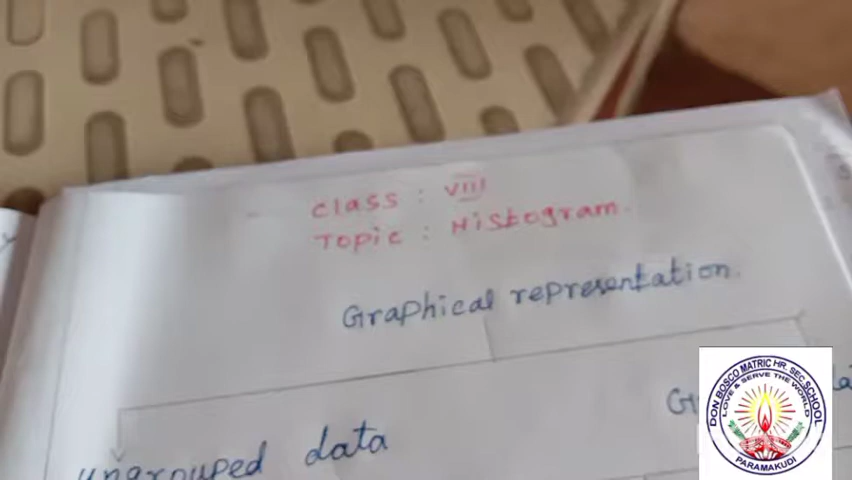 Class : VIII
Topic : Histogram.
Graphical representation.
ungrouped data
DON BOSCO MATRIC HR. SEC. SCHOOL
LOVE & SERVE THE WORLD
PARAMAKUDI